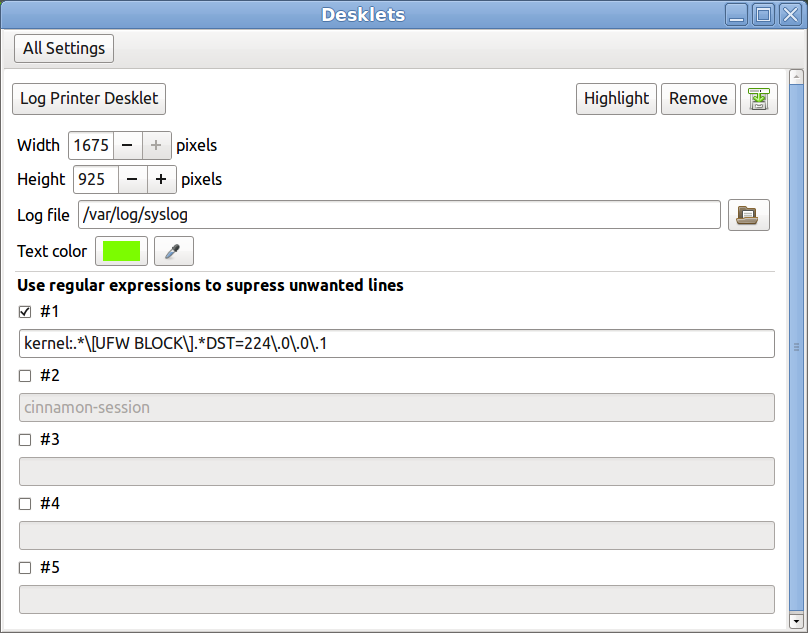 Desklets
All Settings
Log Printer Desklet Highlight Remove
Width 1675 − + pixels
Height 925 − + pixels
Log file /var/log/syslog
Text color
Use regular expressions to supress unwanted lines
#1
kernel:.*\[UFW BLOCK\].*DST=224\.0\.0\.1
#2
cinnamon-session
#3
#4
#5